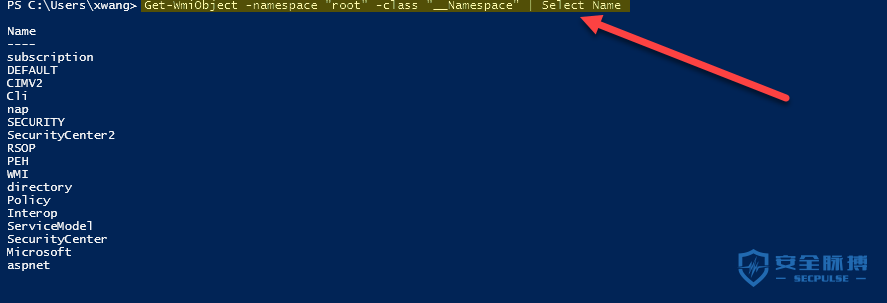 PS C:\Users\xwang> Get-WmiObject -namespace "root" -class "__Namespace" | Select Name
Name
----
subscription
DEFAULT
CIMV2
Cli
nap
SECURITY
SecurityCenter2
RSOP
PEH
WMI
directory
Policy
Interop
ServiceModel
SecurityCenter
Microsoft
aspnet
安全脉搏
SECPULSE